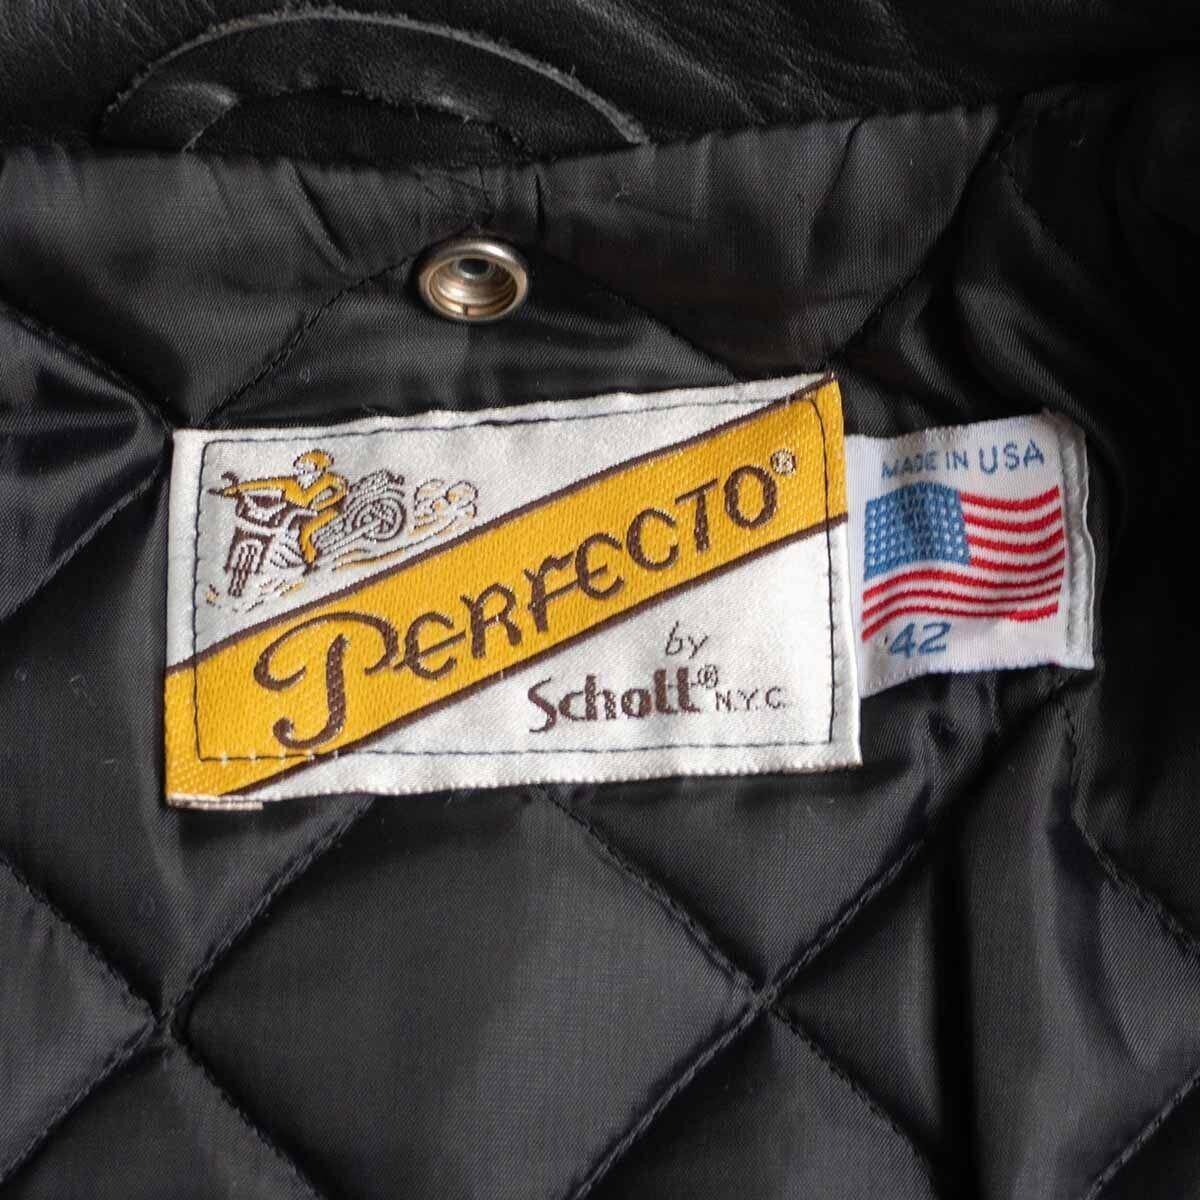 PERFECTO®
by
Schott® N.Y.C.
MADE IN USA
42